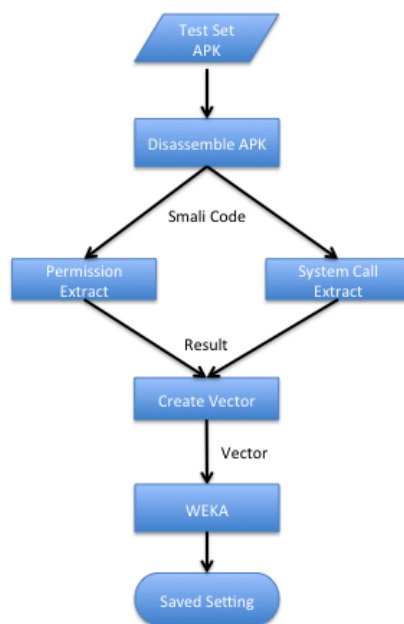 Test Set
APK
Disassemble APK
Smali Code
Permission
Extract
System Call
Extract
Result
Create Vector
Vector
WEKA
Saved Setting